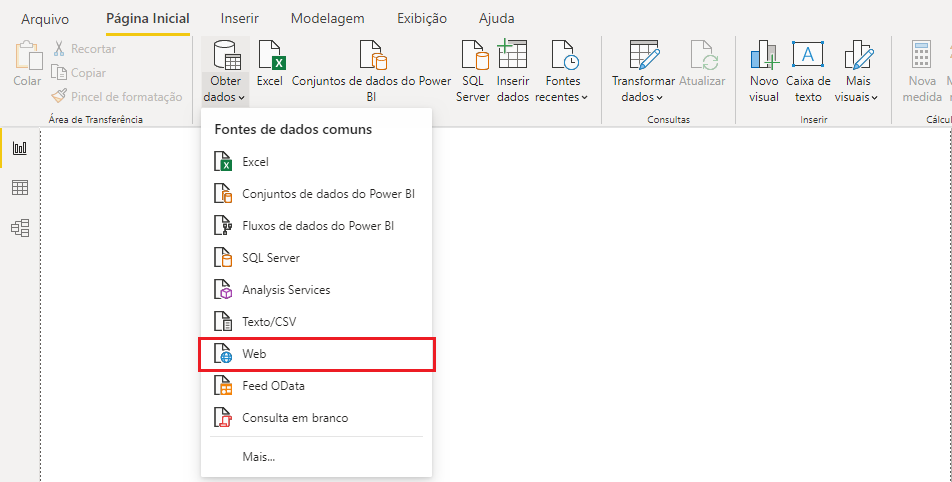 Arquivo Página Inicial Inserir Modelagem Exibição Ajuda
Colar
Recortar
Copiar
Pincel de formatação
Área de Transferência
Obter
dados
Excel
Conjuntos de dados do Power
BI
SQL
Server
Inserir
dados
Fontes
recentes
Transformar
dados
Atualizar
Consultas
Novo
visual
Caixa de
texto
Mais
visuais
Inserir
Nova
medida
Cálcul
Fontes de dados comuns
Excel
Conjuntos de dados do Power BI
Fluxos de dados do Power BI
SQL Server
Analysis Services
Texto/CSV
Web
Feed OData
Consulta em branco
Mais...